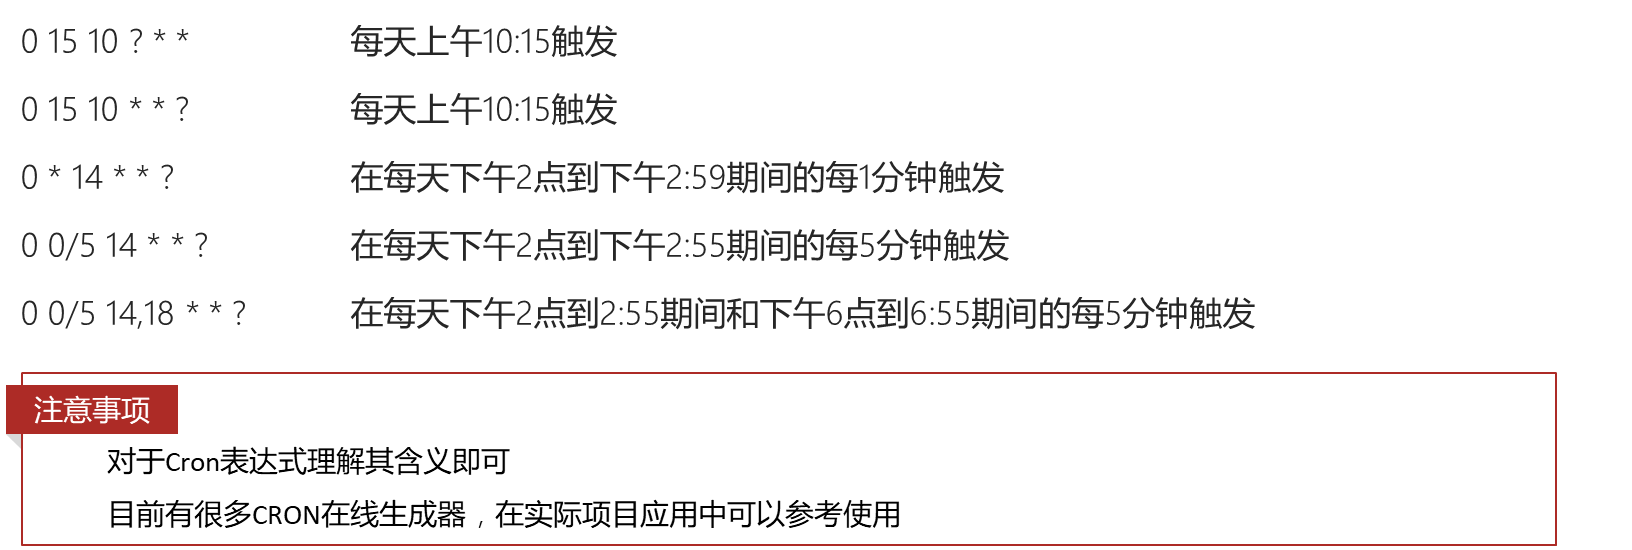 0 15 10 ? * * 每天上午10:15触发
0 15 10 * * ? 每天上午10:15触发
0 * 14 * * ? 在每天下午2点到下午2:59期间的每1分钟触发
0 0/5 14 * * ? 在每天下午2点到下午2:55期间的每5分钟触发
0 0/5 14,18 * * ? 在每天下午2点到2:55期间和下午6点到6:55期间的每5分钟触发
注意事项
对于Cron表达式理解其含义即可
目前有很多CRON在线生成器，在实际项目应用中可以参考使用